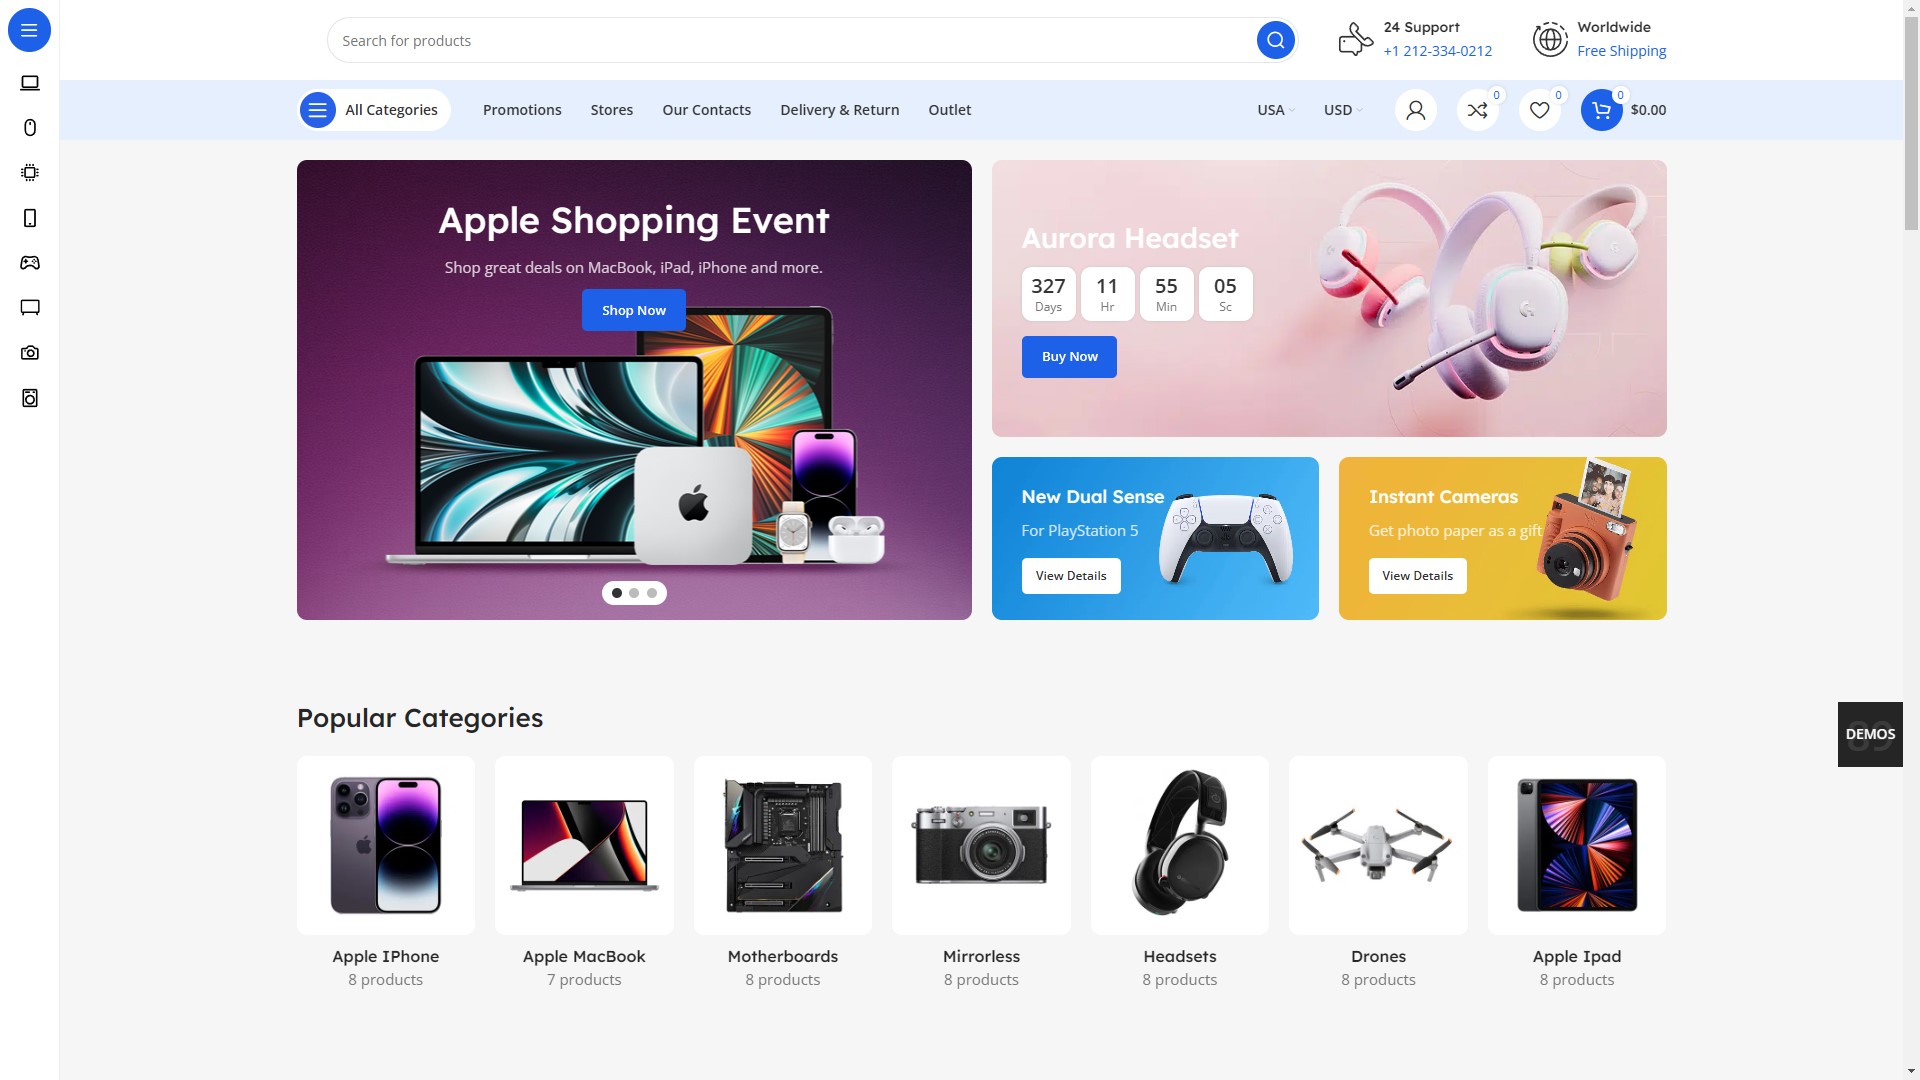 Search for products
24 Support
+1 212-334-0212
Worldwide
Free Shipping
All Categories
Promotions
Stores
Our Contacts
Delivery & Return
Outlet
USA
USD
0
0
0
$0.00
Apple Shopping Event
Shop great deals on MacBook, iPad, iPhone and more.
Shop Now
Aurora Headset
327
Days
11
Hr
55
Min
05
Sc
Buy Now
New Dual Sense
For PlayStation 5
View Details
Instant Cameras
Get photo paper as a gift
View Details
Popular Categories
89
DEMOS
Apple IPhone
8 products
Apple MacBook
7 products
Motherboards
8 products
Mirrorless
8 products
Headsets
8 products
Drones
8 products
Apple Ipad
8 products